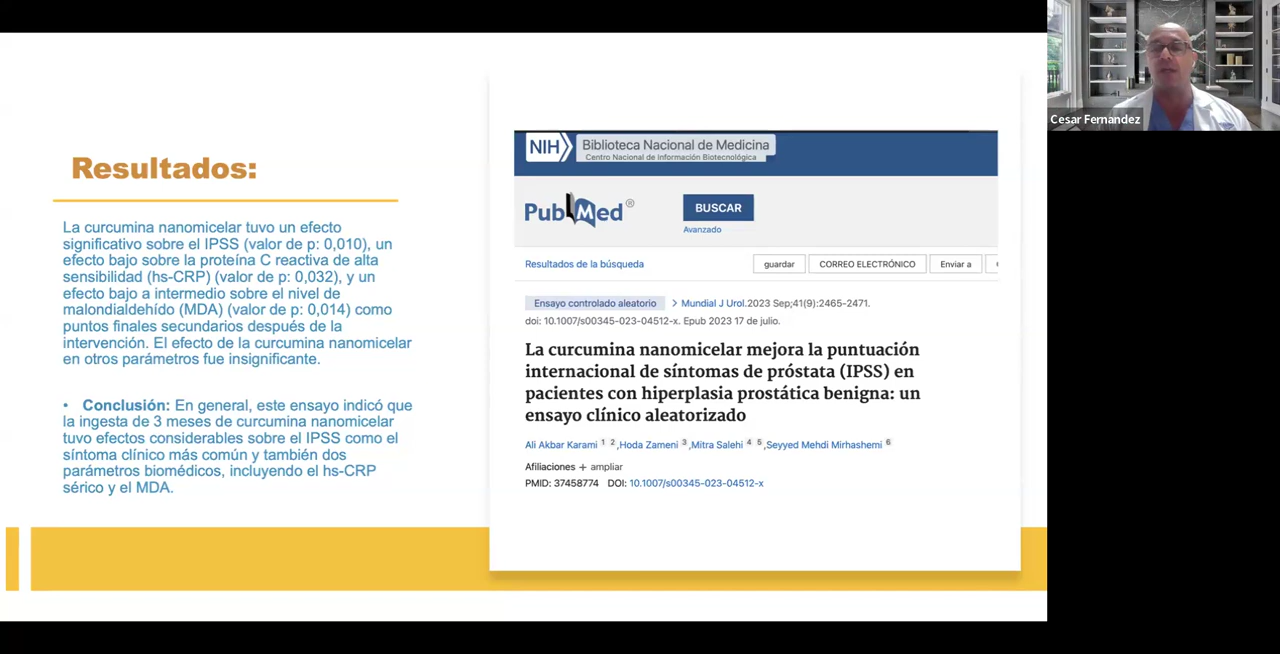 Resultados:
La curcumina nanomicelar tuvo un efecto
significativo sobre el IPSS (valor de p: 0,010), un
efecto bajo sobre la proteína C reactiva de alta
sensibilidad (hs-CRP) (valor de p: 0,032), y un
efecto bajo a intermedio sobre el nivel de
malondialdehído (MDA) (valor de p: 0,014) como
puntos finales secundarios después de la
intervención. El efecto de la curcumina nanomicelar
en otros parámetros fue insignificante.
• Conclusión: En general, este ensayo indicó que
la ingesta de 3 meses de curcumina nanomicelar
tuvo efectos considerables sobre el IPSS como el
síntoma clínico más común y también dos
parámetros biomédicos, incluyendo el hs-CRP
sérico y el MDA.
NIH Biblioteca Nacional de Medicina
Centro Nacional de Información Biotecnológica
PubMed®
BUSCAR
Avanzado
Resultados de la búsqueda
guardar
CORREO ELECTRÓNICO
Enviar a
Ensayo controlado aleatorio > Mundial J Urol.2023 Sep;41(9):2465-2471.
doi: 10.1007/s00345-023-04512-x. Epub 2023 17 de julio.
La curcumina nanomicelar mejora la puntuación
internacional de síntomas de próstata (IPSS) en
pacientes con hiperplasia prostática benigna: un
ensayo clínico aleatorizado
Ali Akbar Karami 1 2 ,Hoda Zameni 3 ,Mitra Salehi 4 5 ,Seyyed Mehdi Mirhashemi 6
Afiliaciones + ampliar
PMID: 37458774 DOI: 10.1007/s00345-023-04512-x
Cesar Fernandez